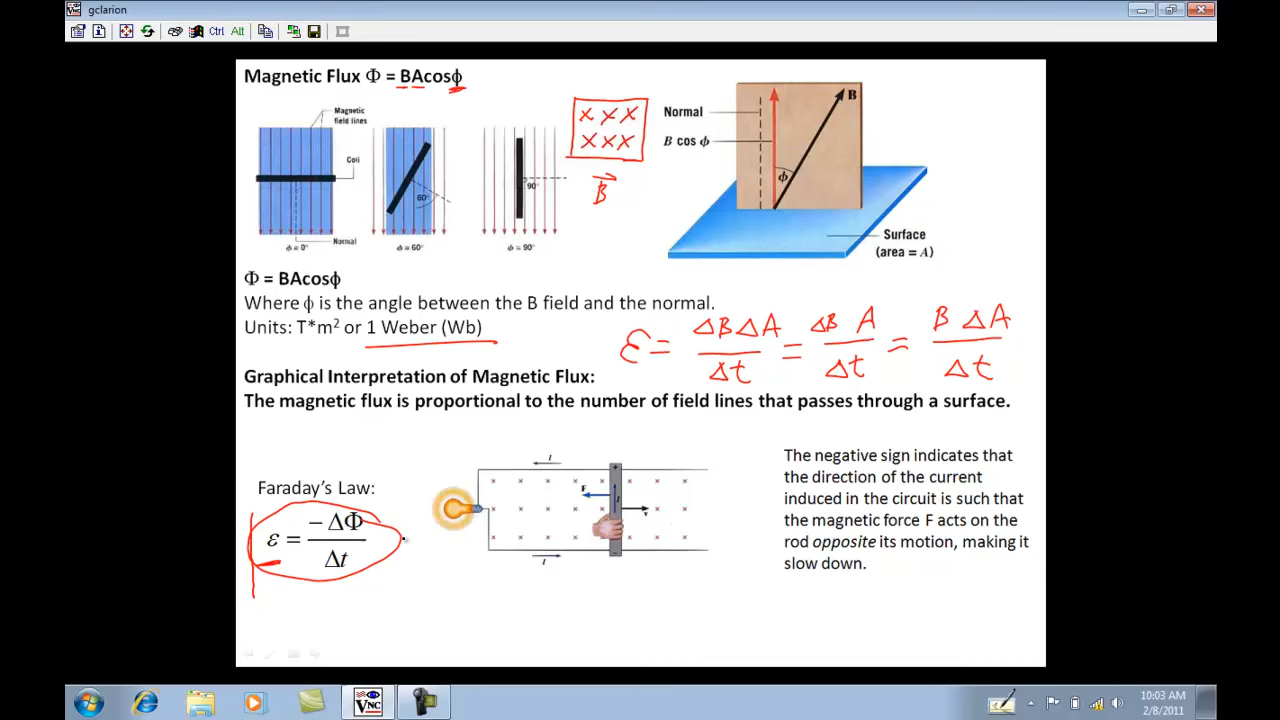 gclarion
Ctrl Alt
Magnetic Flux Φ = BAcosϕ
Magnetic
field lines
Coil
Normal
ϕ = 0°
60°
ϕ = 60°
90°
ϕ = 90°
x x x
x x x
B
Normal
B cos ϕ
ϕ
B
Surface
(area = A)
Φ = BAcosϕ
Where ϕ is the angle between the B field and the normal.
Units: T*m² or 1 Weber (Wb)
ε = ΔB ΔA / Δt = ΔB A / Δt = B ΔA / Δt
Graphical Interpretation of Magnetic Flux:
The magnetic flux is proportional to the number of field lines that passes through a surface.
Faraday's Law:
ε = −ΔΦ / Δt
I
+
F
I
v
−
I
The negative sign indicates that
the direction of the current
induced in the circuit is such that
the magnetic force F acts on the
rod opposite its motion, making it
slow down.
VNC
10:03 AM
2/8/2011